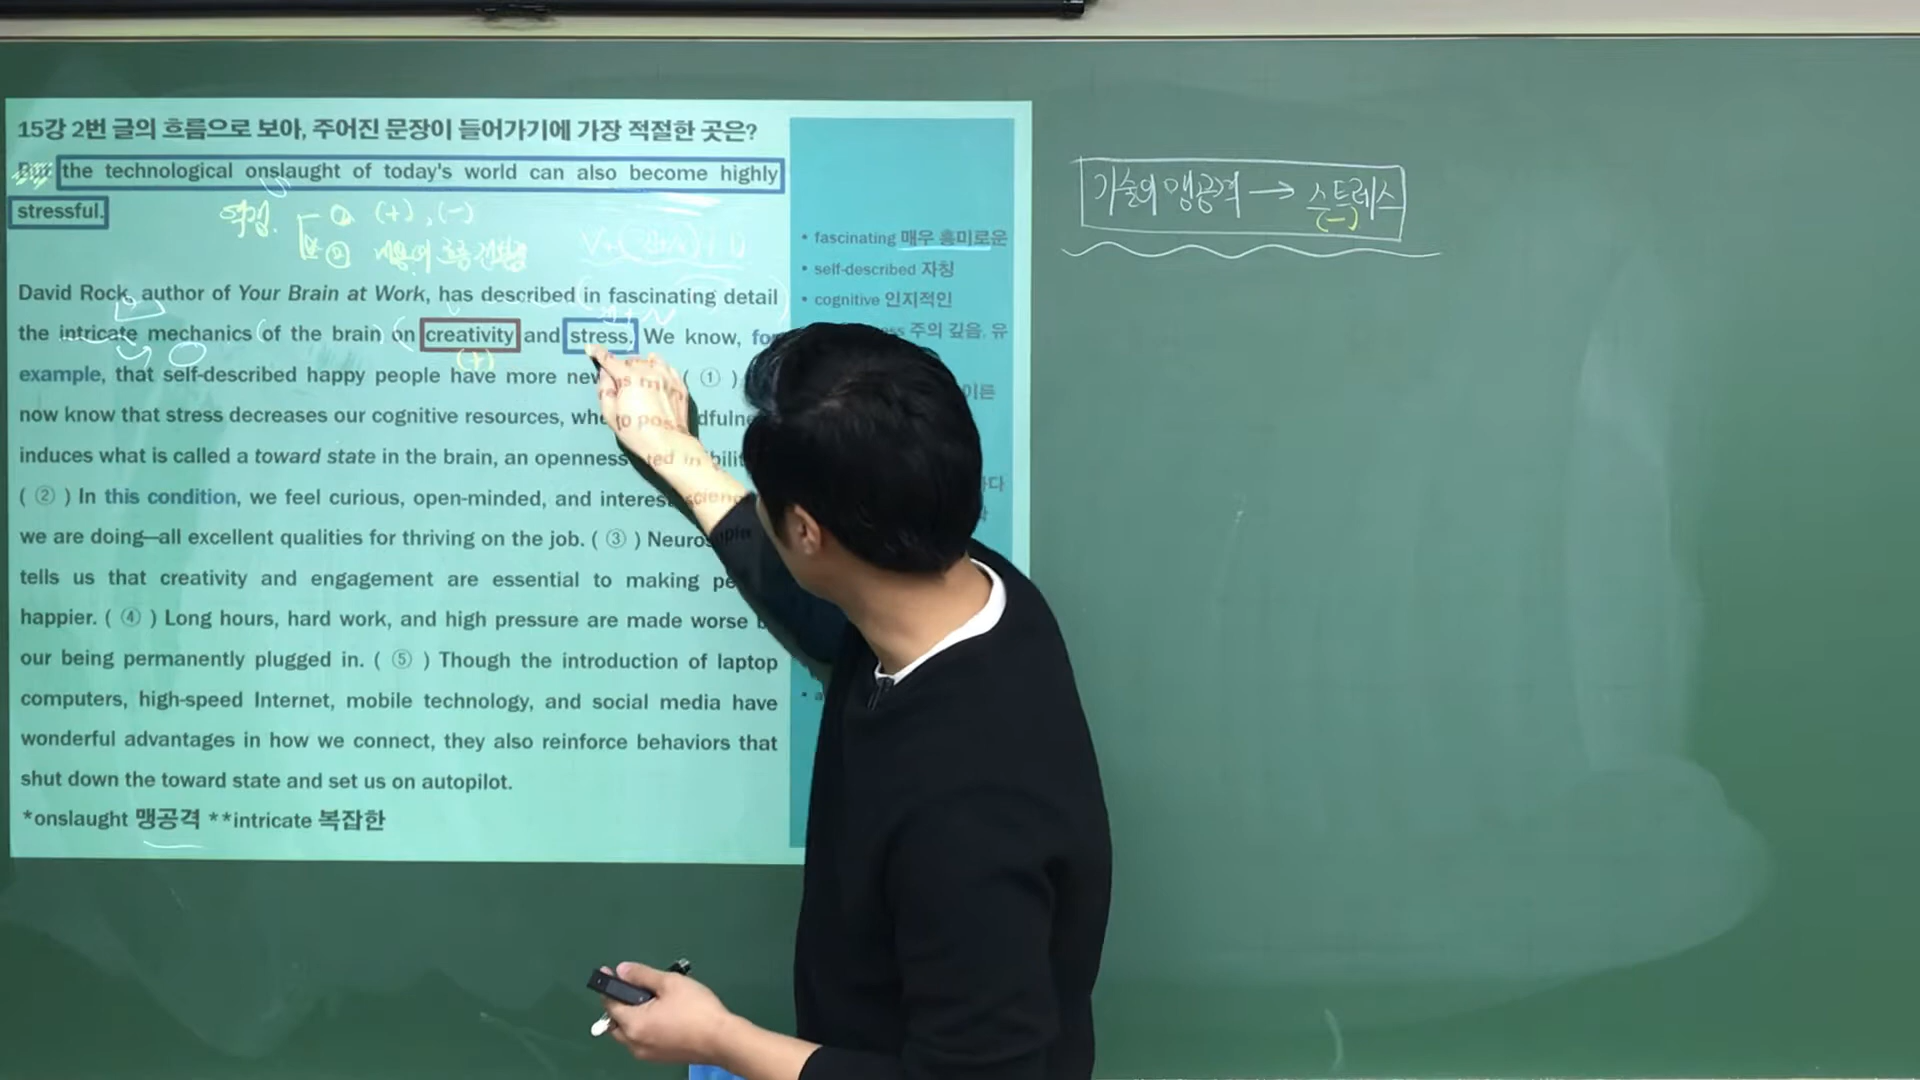 15강 2번 글의 흐름으로 보아, 주어진 문장이 들어가기에 가장 적절한 곳은?
But the technological onslaught of today's world can also become highly
stressful.
역접. ① (+), (-)
②
David Rock, author of Your Brain at Work, has described in fascinating detail
the intricate mechanics of the brain on creativity and stress. We know, for
(+)
example, that self-described happy people have more new ( ① )
now know that stress decreases our cognitive resources,
induces what is called a toward state in the brain, an openness
( ② ) In this condition, we feel curious, open-minded, and
we are doing—all excellent qualities for thriving on the job. ( ③ )
tells us that creativity and engagement are essential to making
happier. ( ④ ) Long hours, hard work, and high pressure are made worse
our being permanently plugged in. ( ⑤ ) Though the introduction of laptop
computers, high-speed Internet, mobile technology, and social media have
wonderful advantages in how we connect, they also reinforce behaviors that
shut down the toward state and set us on autopilot.
*onslaught 맹공격 **intricate 복잡한
• fascinating 매우 흥미로운
• self-described 자칭
• cognitive 인지적인
주의 깊음, 유
기술의 맹공격 → 스트레스
(-)